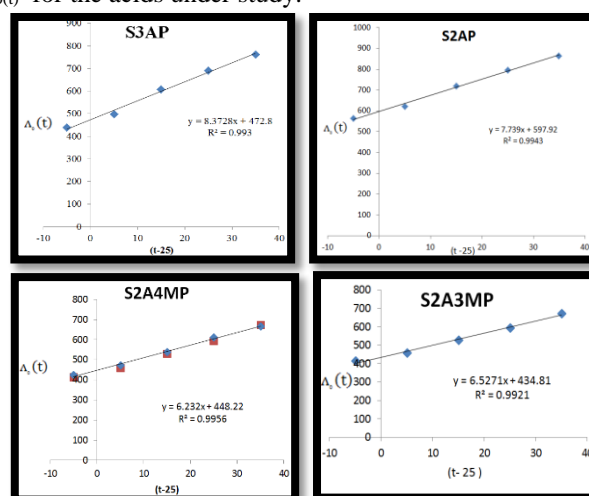 ₀(t) for the acids under study.
S3AP
900
800
700
600
500
400
300
200
100
0
-10 0 10 20 30 40
Λ₀(t)
(t-25)
y = 8.3728x + 472.8
R² = 0.993
S2AP
1000
900
800
700
600
500
400
300
200
100
0
-10 0 10 20 30 40
Λ₀(t)
(t -25)
y = 7.739x + 597.92
R² = 0.9943
S2A4MP
800
700
600
500
400
300
200
100
0
-10 0 10 20 30 40
Λ₀(t)
(t-25)
y = 6.232x + 448.22
R² = 0.9956
S2A3MP
800
700
600
500
400
300
200
100
0
-10 0 10 20 30 40
Λ₀(t)
(t- 25 )
y = 6.5271x + 434.81
R² = 0.9921